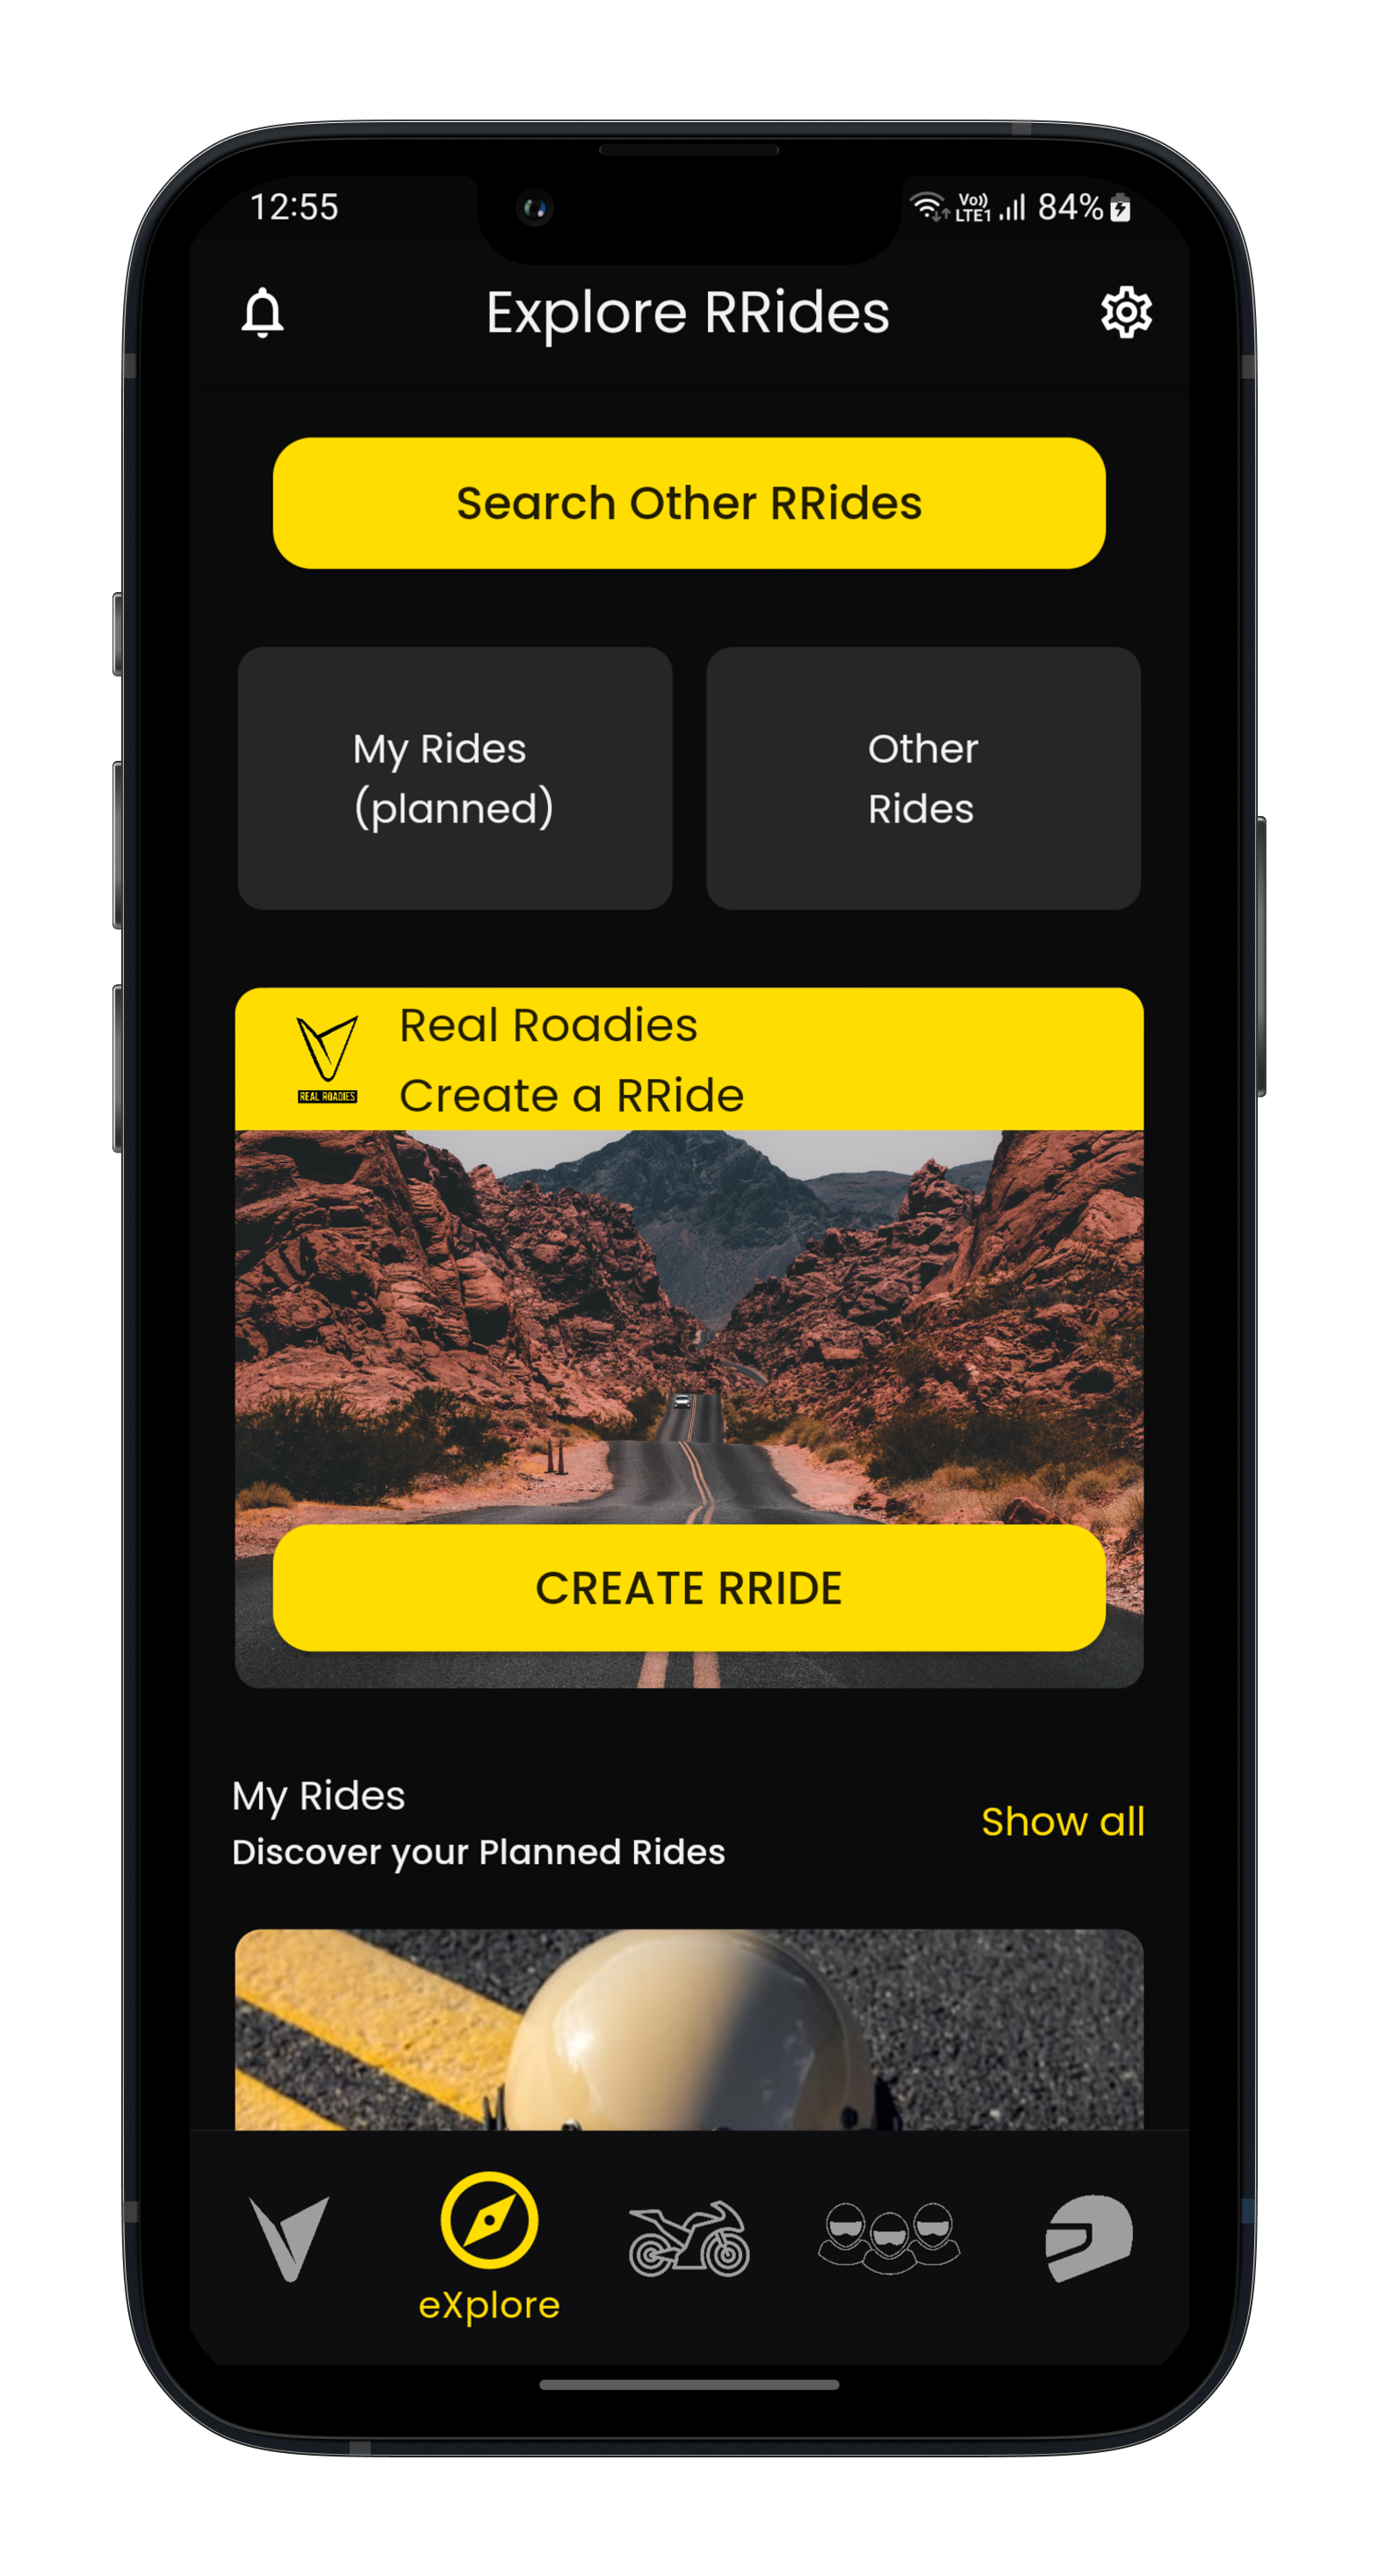 12:55
Vo))
LTE1
84%
Explore RRides
Search Other RRides
My Rides
(planned)
Other
Rides
Real Roadies
Create a RRide
REAL ROADIES
CREATE RRIDE
My Rides
Discover your Planned Rides
Show all
eXplore